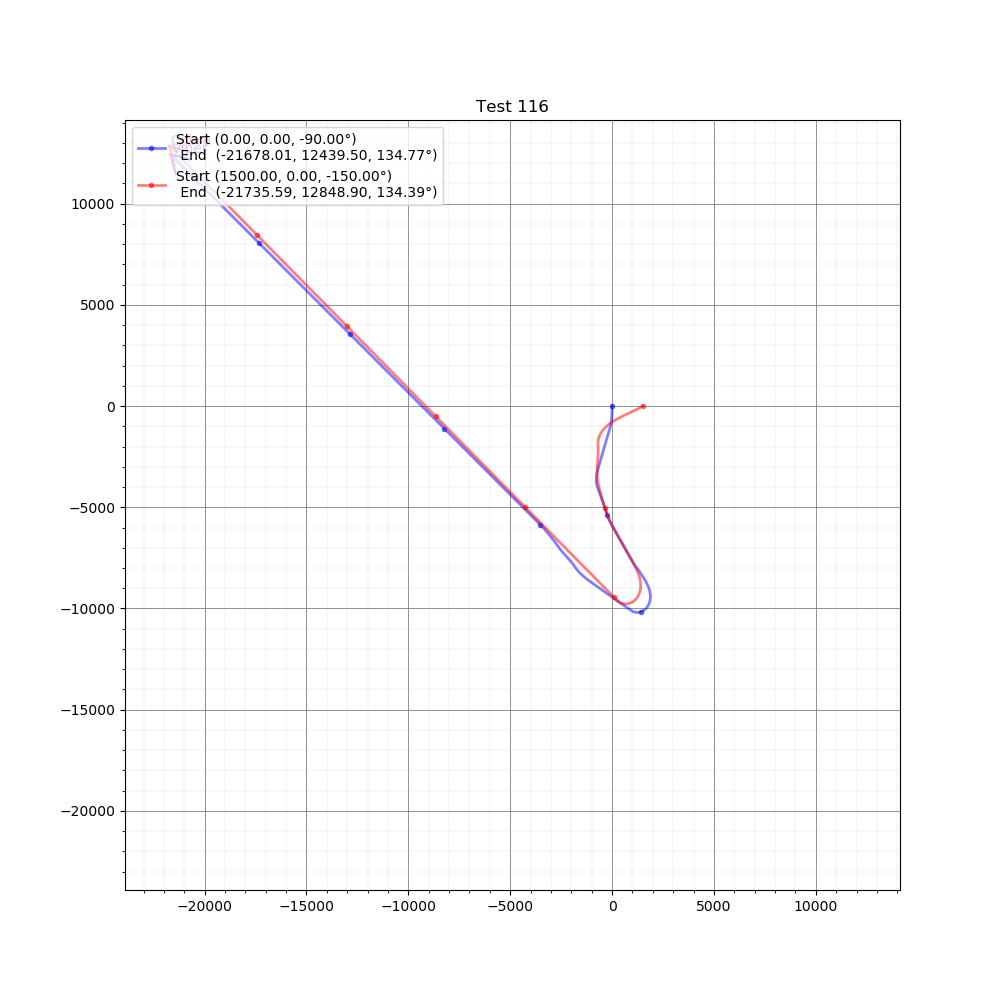 Test 116
Start (0.00, 0.00, -90.00°)
End (-21678.01, 12439.50, 134.77°)
Start (1500.00, 0.00, -150.00°)
End (-21735.59, 12848.90, 134.39°)
10000
5000
0
−5000
−10000
−15000
−20000
−20000 −15000 −10000 −5000 0 5000 10000